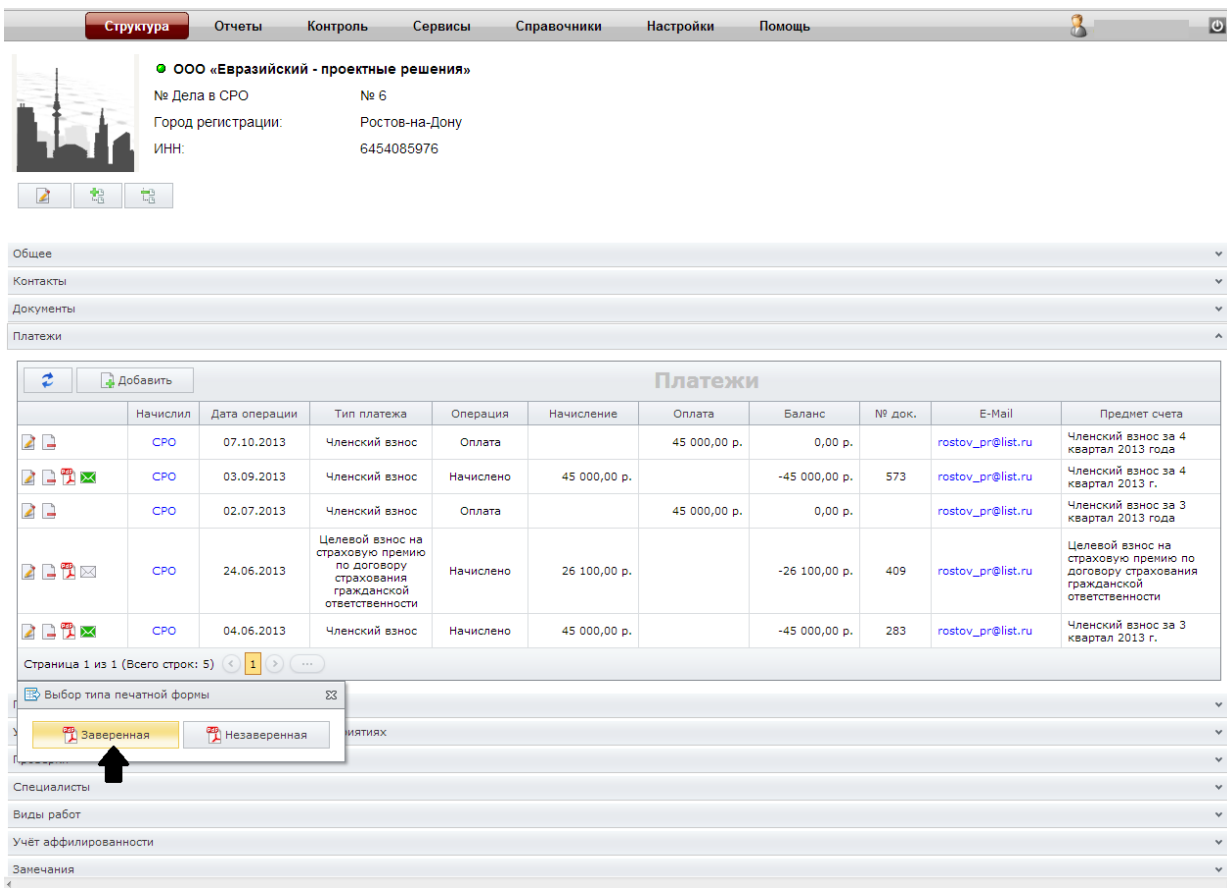 Структура Отчеты Контроль Сервисы Справочники Настройки Помощь
ООО «Евразийский - проектные решения»
№ Дела в СРО № 6
Город регистрации: Ростов-на-Дону
ИНН: 6454085976
Общее
Контакты
Документы
Платежи
Добавить Платежи
Начислил Дата операции Тип платежа Операция Начисление Оплата Баланс № док. E-Mail Предмет счета
СРО 07.10.2013 Членский взнос Оплата 45 000,00 р. 0,00 р. rostov_pr@list.ru Членский взнос за 4
квартал 2013 года
СРО 03.09.2013 Членский взнос Начислено 45 000,00 р. -45 000,00 р. 573 rostov_pr@list.ru Членский взнос за 4
квартал 2013 г.
СРО 02.07.2013 Членский взнос Оплата 45 000,00 р. 0,00 р. rostov_pr@list.ru Членский взнос за 3
квартал 2013 года
Целевой взнос на
страховую премию
по договору
страхования
гражданской
ответственности
СРО 24.06.2013 Начислено 26 100,00 р. -26 100,00 р. 409 rostov_pr@list.ru
Целевой взнос на
страховую премию по
договору страхования
гражданской
ответственности
СРО 04.06.2013 Членский взнос Начислено 45 000,00 р. -45 000,00 р. 283 rostov_pr@list.ru Членский взнос за 3
квартал 2013 г.
Страница 1 из 1 (Всего строк: 5) 1 ...
Выбор типа печатной формы
Заверенная Незаверенная
иятиях
Специалисты
Виды работ
Учёт аффилированности
Замечания